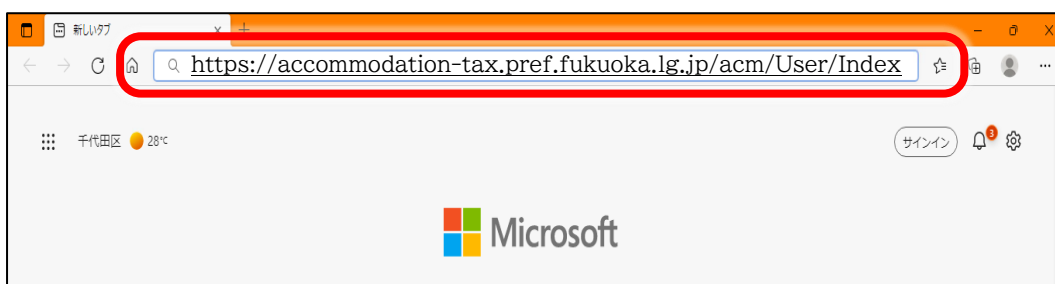 新しいタブ
https://accommodation-tax.pref.fukuoka.lg.jp/acm/User/Index
千代田区 28℃ サインイン 3
Microsoft